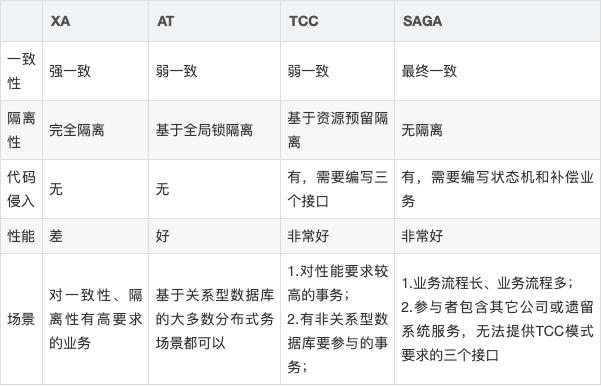 XA AT TCC SAGA
一致性 强一致 弱一致 弱一致 最终一致
隔离性 完全隔离 基于全局锁隔离 基于资源预留隔离 无隔离
代码侵入 无 无 有，需要编写三个接口 有，需要编写状态机和补偿业务
性能 差 好 非常好 非常好
场景 对一致性、隔离性有高要求的业务 基于关系型数据库的大多数分布式务场景都可以 1.对性能要求较高的事务； 2.有非关系型数据库要参与的事务； 1.业务流程长、业务流程多； 2.参与者包含其它公司或遗留系统服务，无法提供TCC模式要求的三个接口